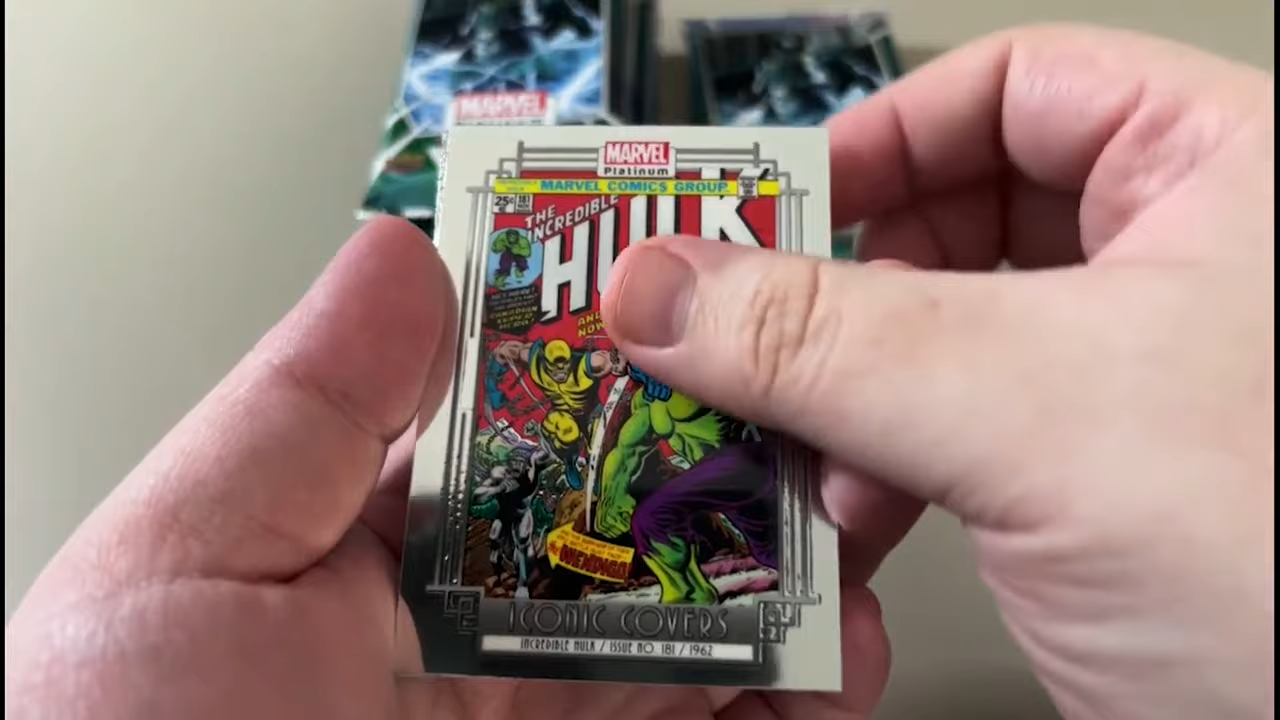 MARVEL
MARVEL
Platinum
MARVEL COMICS GROUP
25¢ 181
THE
INCREDIBLE
HULK
AND
NOW
WENDIGO!
ICONIC COVERS
INCREDIBLE HULK / ISSUE NO. 181 / 1962